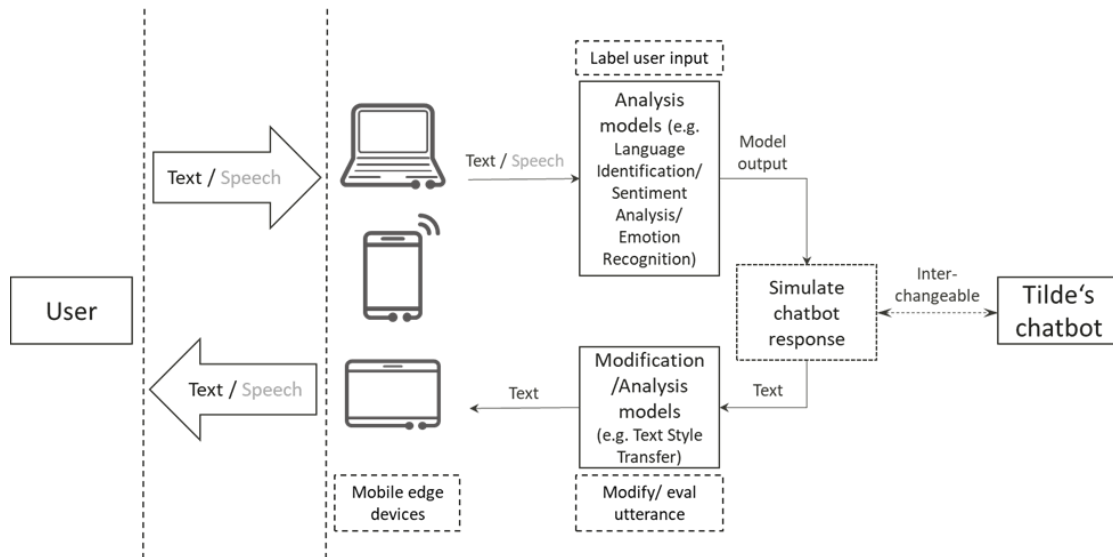 Label user input
Analysis
models (e.g.
Language
Identification/
Sentiment
Analysis/
Emotion
Recognition)
Text / Speech
Text / Speech
Model
output
User
Simulate
chatbot
response
Inter-
changeable
Tilde‘s
chatbot
Text / Speech
Text
Modification
/Analysis
models
(e.g. Text Style
Transfer)
Text
Mobile edge
devices
Modify/ eval
utterance